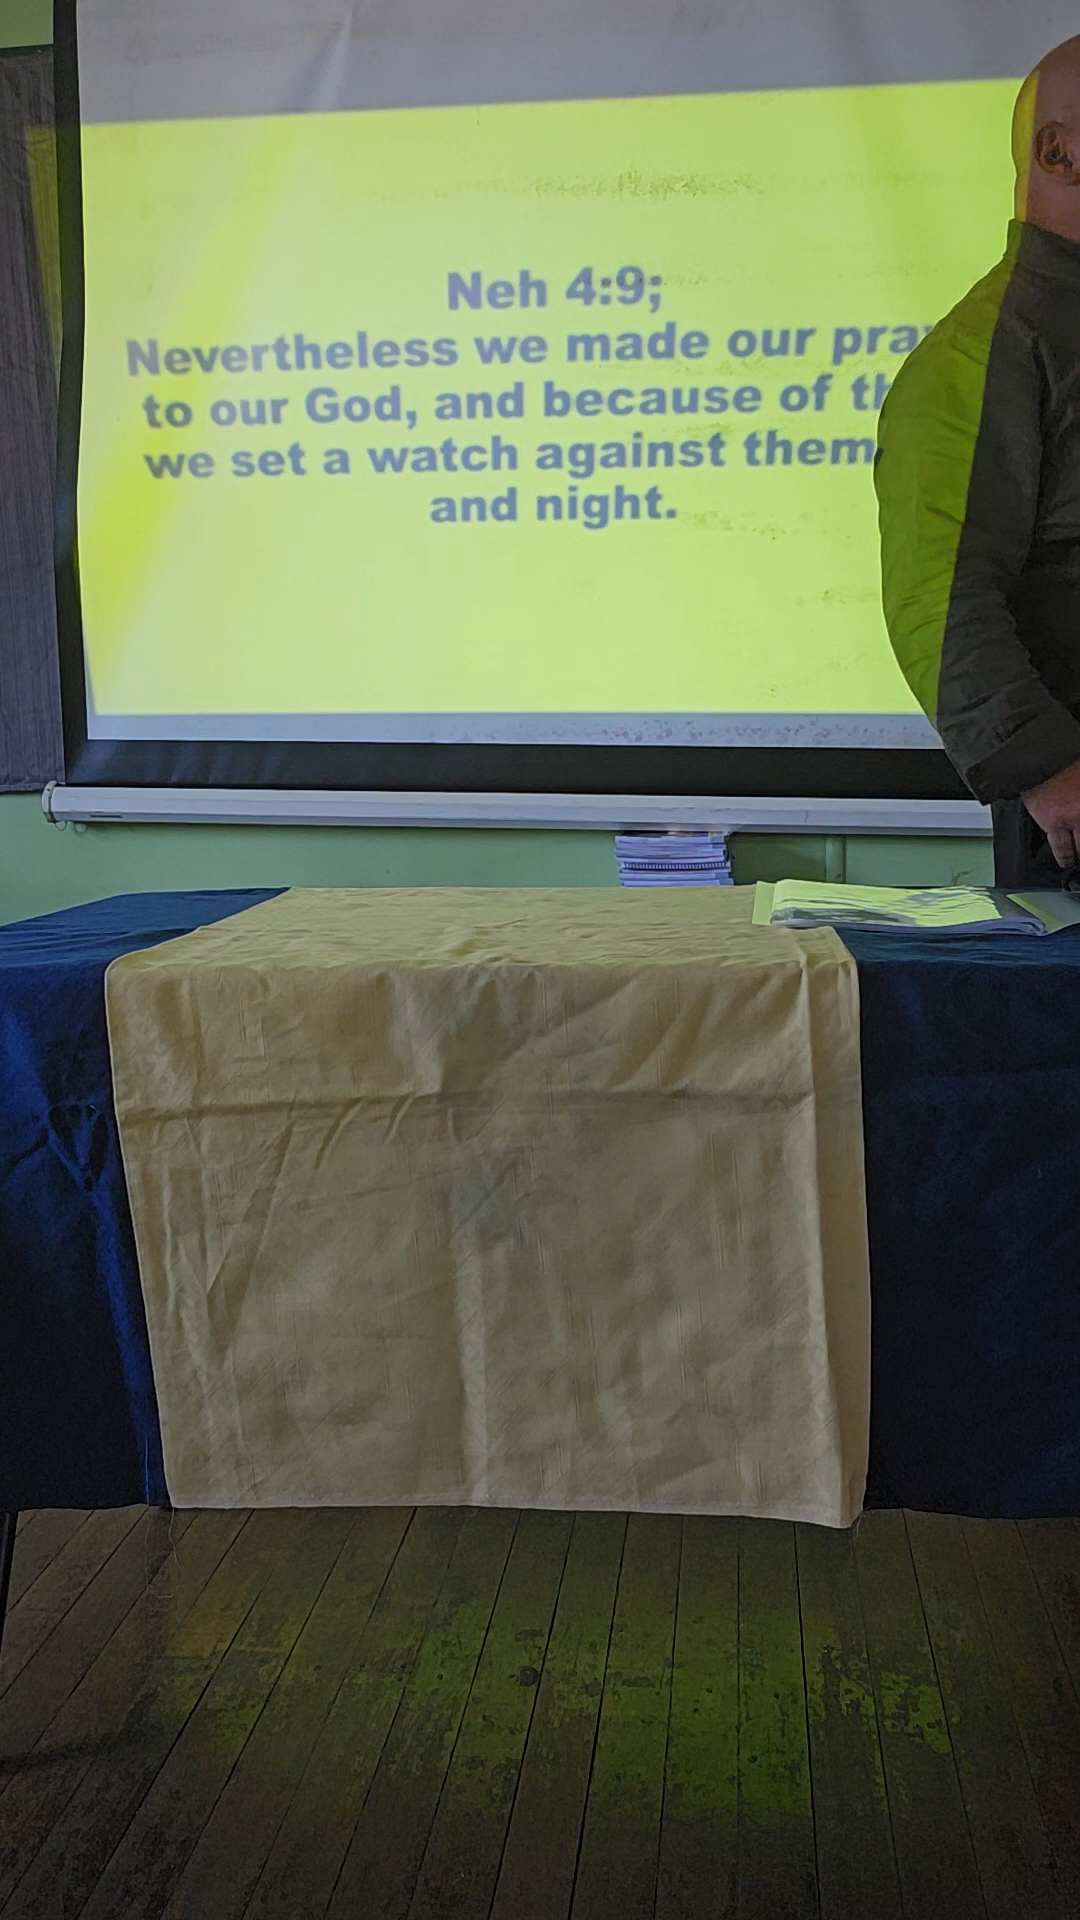 Neh 4:9;
Nevertheless we made our
to our God, and because of
we set a watch against them
and night.